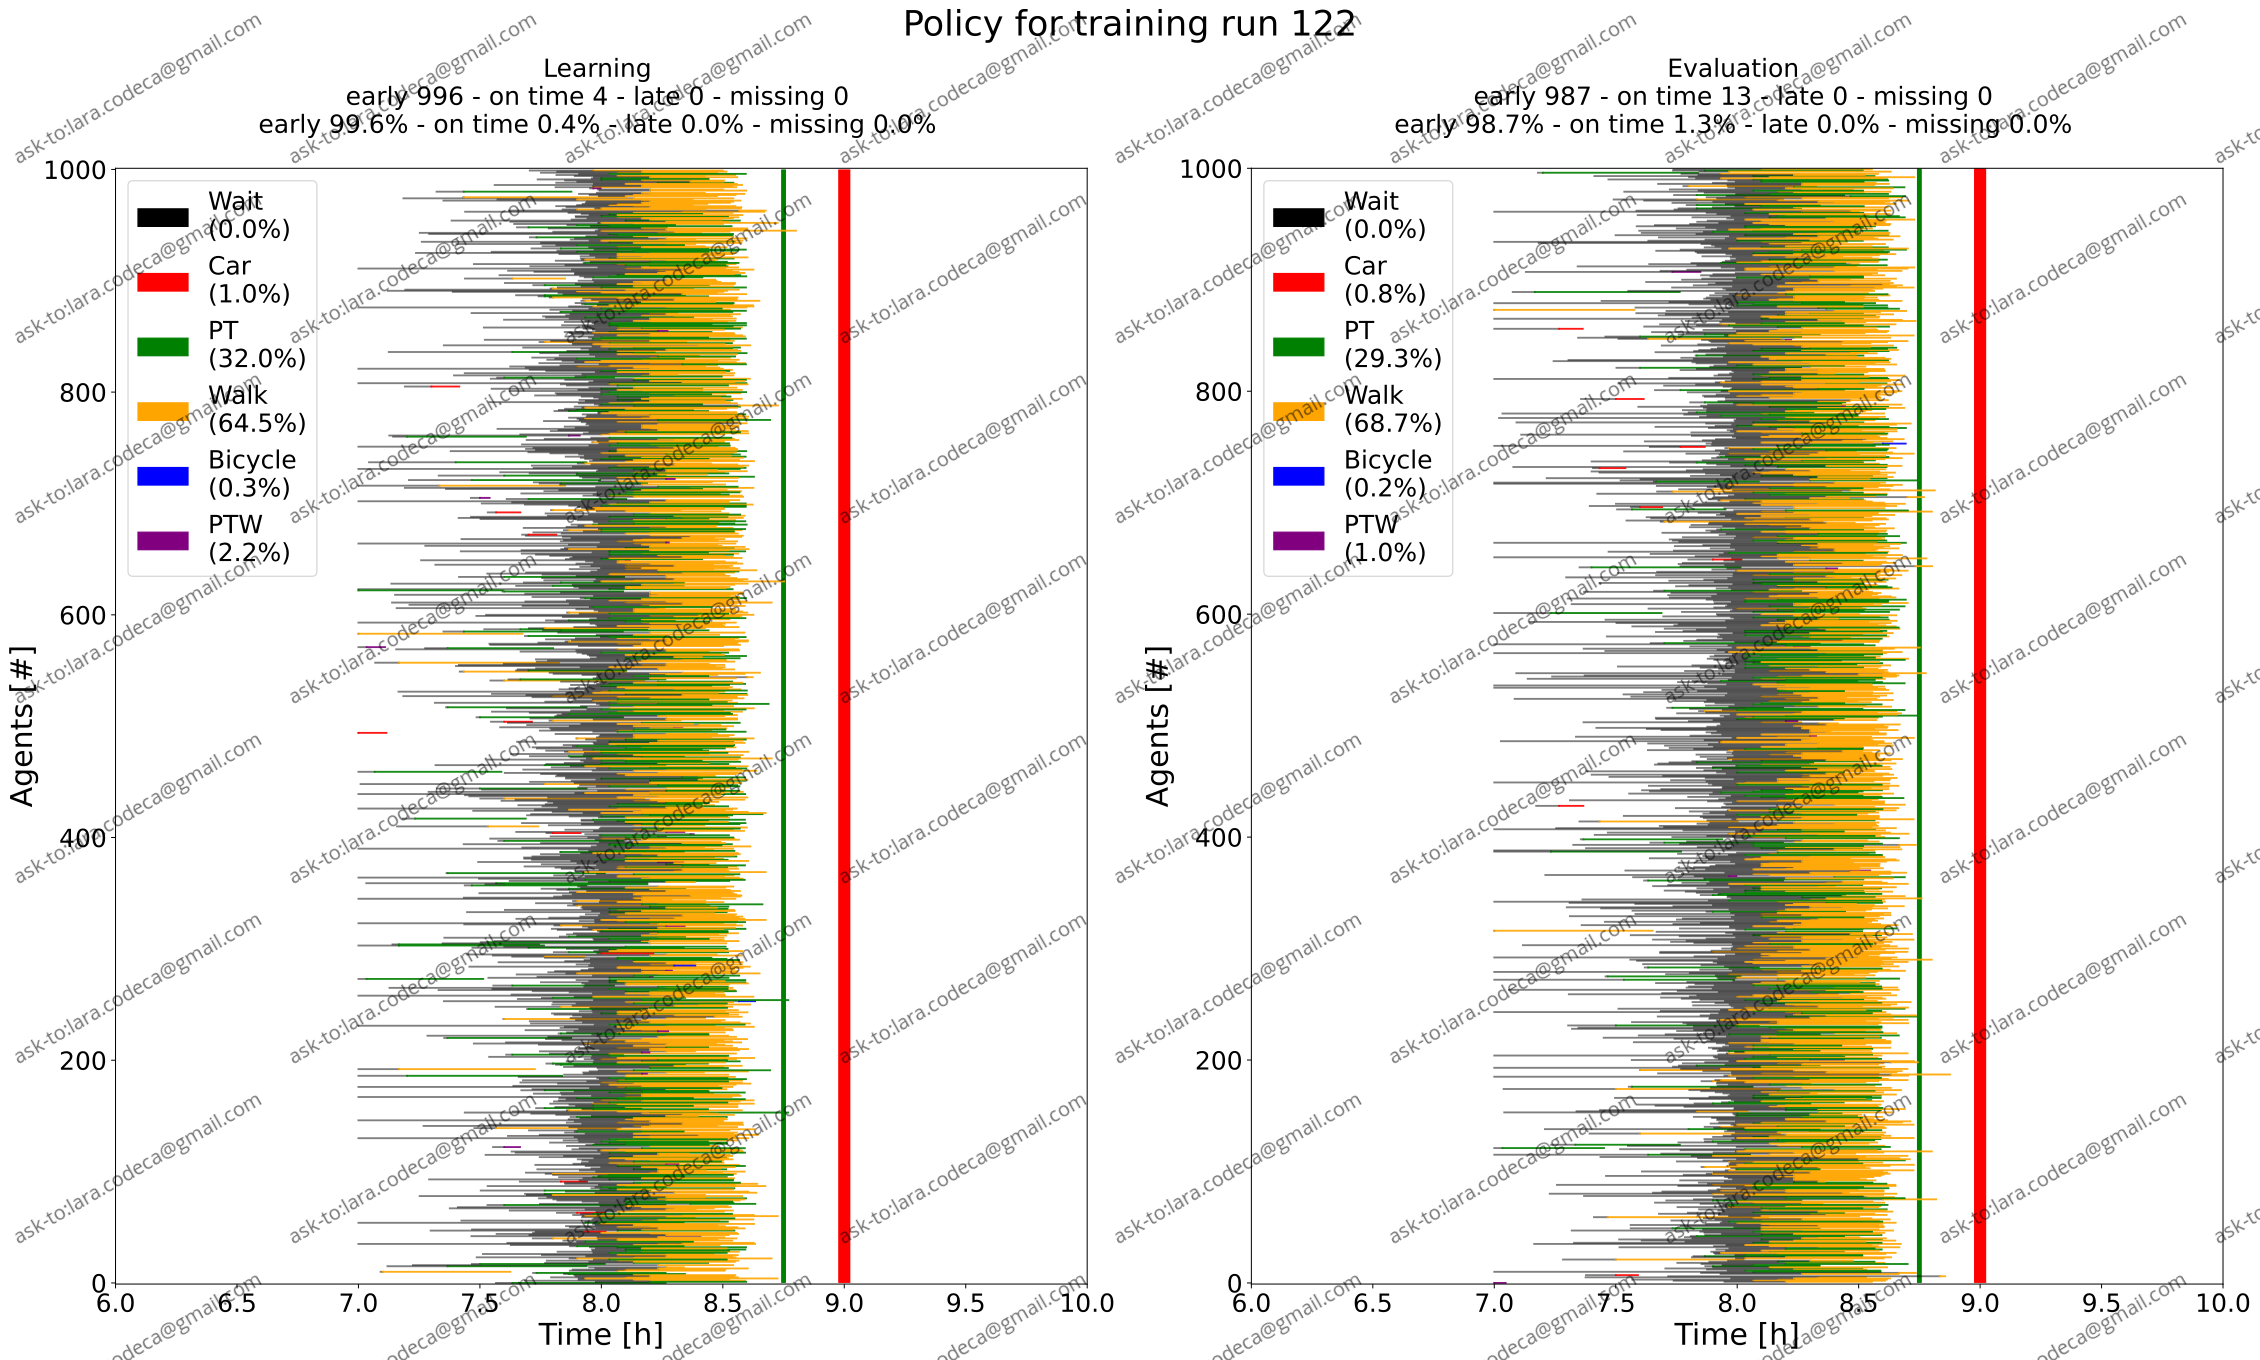 Policy for training run 122
Learning
early 996 - on time 4 - late 0 - missing 0
early 99.6% - on time 0.4% - late 0.0% - missing 0.0%
1000
800
600
400
200
0
Agents [#]
Wait
(0.0%)
Car
(1.0%)
PT
(32.0%)
Walk
(64.5%)
Bicycle
(0.3%)
PTW
(2.2%)
6.0 6.5 7.0 7.5 8.0 8.5 9.0 9.5 10.0
Time [h]
Evaluation
early 987 - on time 13 - late 0 - missing 0
early 98.7% - on time 1.3% - late 0.0% - missing 0.0%
1000
800
600
400
200
0
Agents [#]
Wait
(0.0%)
Car
(0.8%)
PT
(29.3%)
Walk
(68.7%)
Bicycle
(0.2%)
PTW
(1.0%)
6.0 6.5 7.0 7.5 8.0 8.5 9.0 9.5 10.0
Time [h]
ask-to:lara.codeca@gmail.com